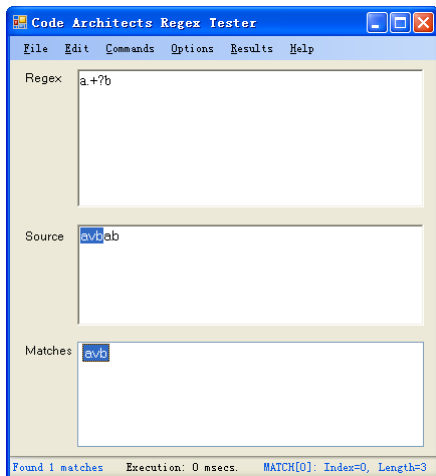 Code Architects Regex Tester
File Edit Commands Options Results Help
Regex
a.+?b
Source
avbab
Matches
avb
Found 1 matches Execution: 0 msecs. MATCH[0]: Index=0, Length=3